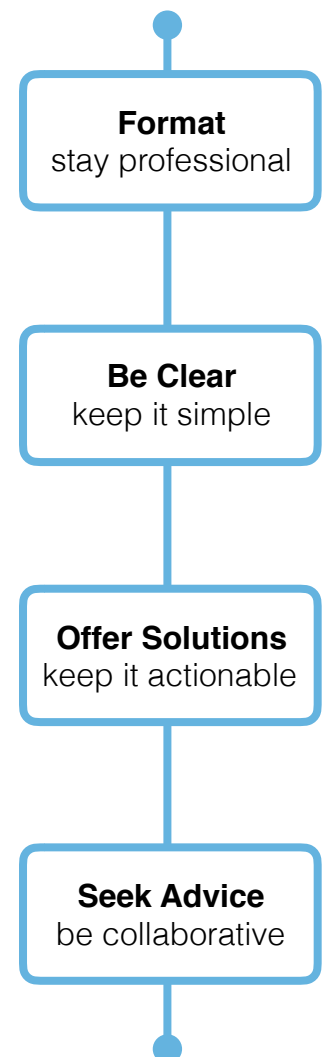 Format
stay professional
Be Clear
keep it simple
Offer Solutions
keep it actionable
Seek Advice
be collaborative